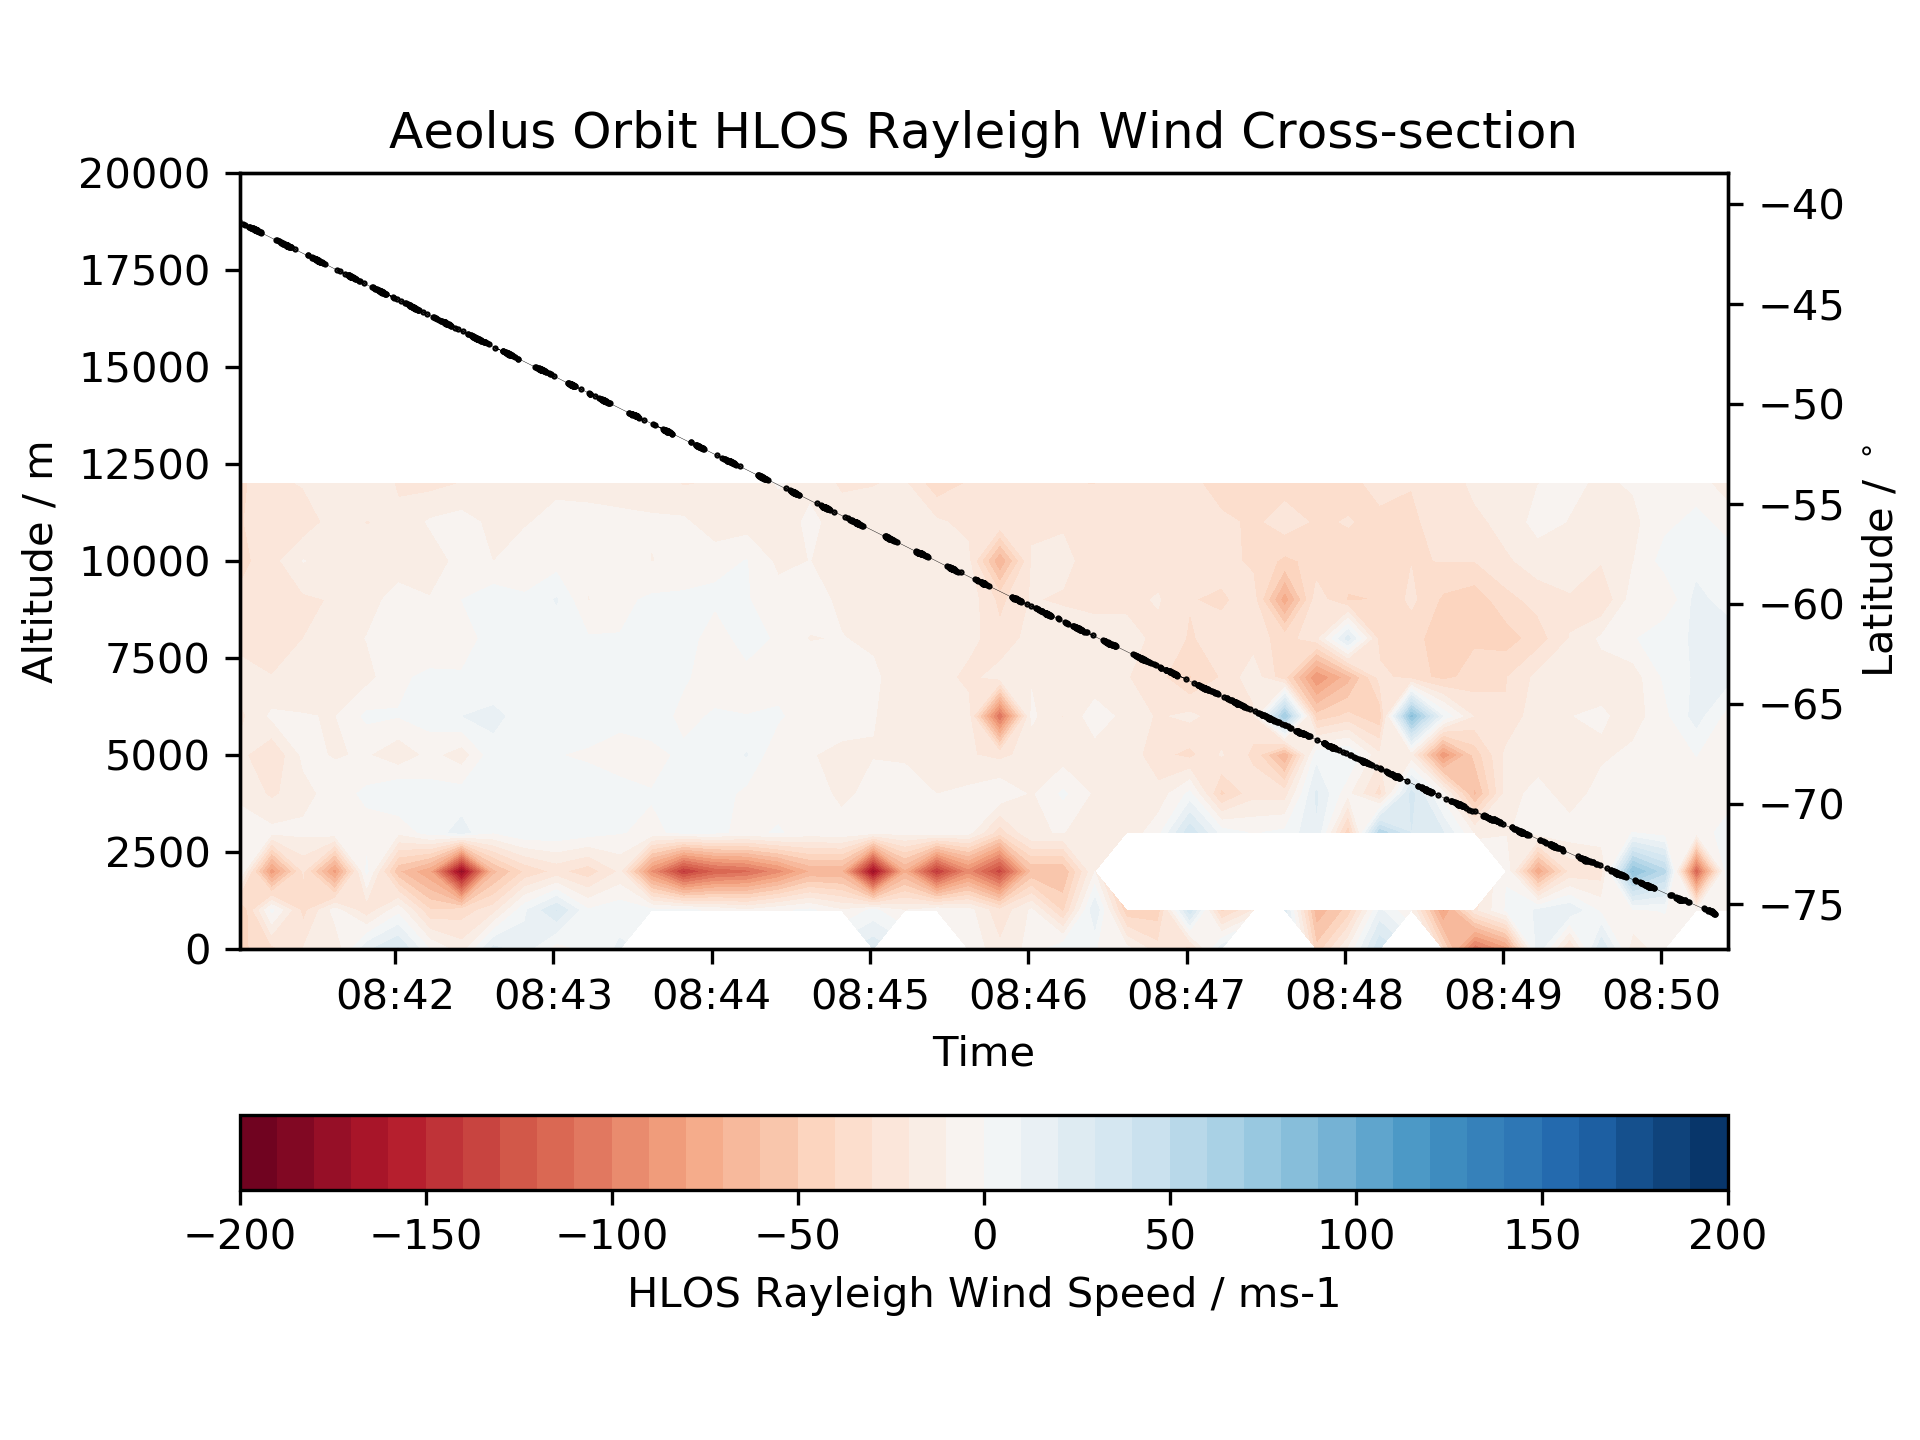 Aeolus Orbit HLOS Rayleigh Wind Cross-section
20000
17500
15000
12500
10000
7500
5000
2500
0
Altitude / m
−40
−45
−50
−55
−60
−65
−70
−75
Latitude / °
08:42 08:43 08:44 08:45 08:46 08:47 08:48 08:49 08:50
Time
−200 −150 −100 −50 0 50 100 150 200
HLOS Rayleigh Wind Speed / ms-1